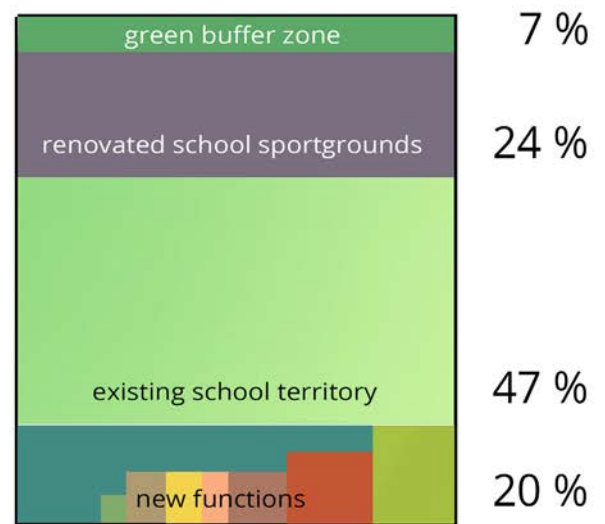 green buffer zone 7 %
renovated school sportgrounds 24 %
existing school territory 47 %
new functions 20 %